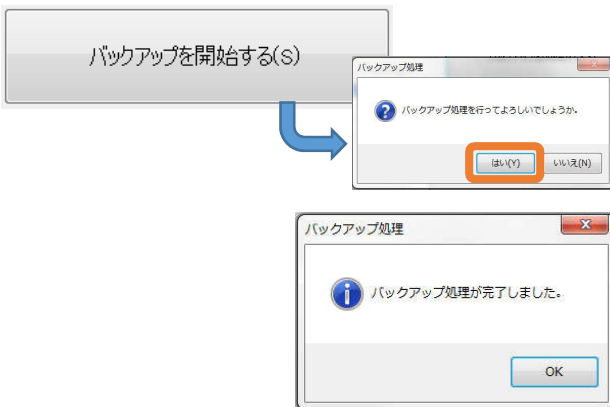 バックアップを開始する(S)
バックアップ処理
バックアップ処理を行ってよろしいでしょうか。
はい(Y)
いいえ(N)
バックアップ処理
バックアップ処理が完了しました。
OK